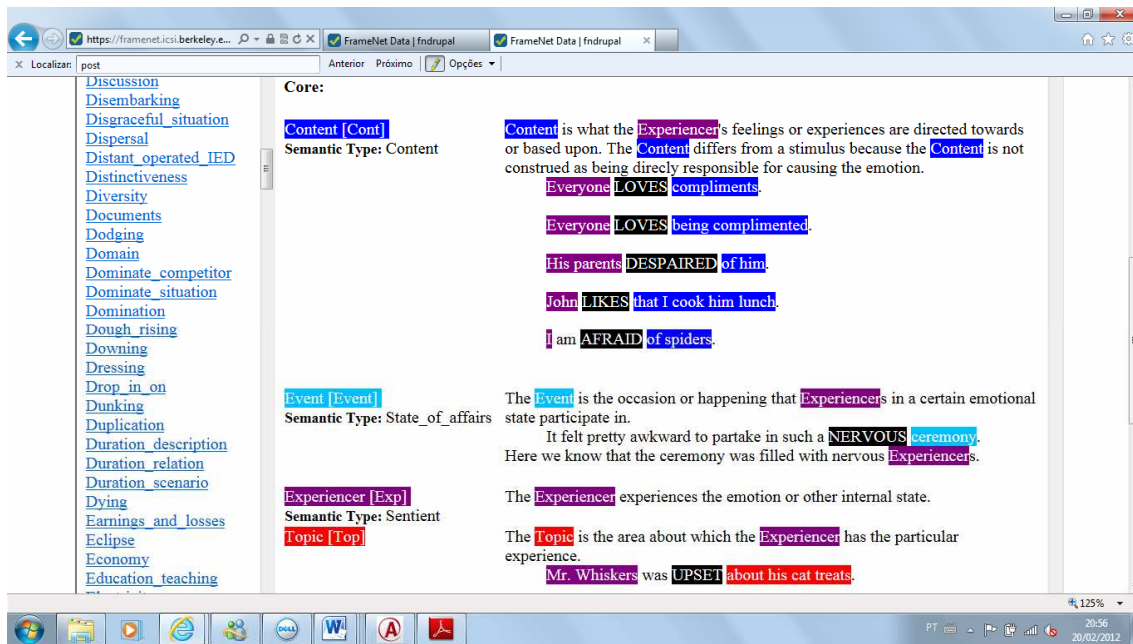 https://framenet.icsi.berkeley.e...
FrameNet Data | fndrupal
FrameNet Data | fndrupal
Localizar: post
Anterior Próximo Opções
Discussion
Disembarking
Disgraceful_situation
Dispersal
Distant_operated_IED
Distinctiveness
Diversity
Documents
Dodging
Domain
Dominate_competitor
Dominate_situation
Domination
Dough_rising
Downing
Dressing
Drop_in_on
Dunking
Duplication
Duration_description
Duration_relation
Duration_scenario
Dying
Earnings_and_losses
Eclipse
Economy
Education_teaching
Core:
Content [Cont]
Semantic Type: Content
Content is what the Experiencer's feelings or experiences are directed towards
or based upon. The Content differs from a stimulus because the Content is not
construed as being direcly responsible for causing the emotion.
Everyone LOVES compliments.
Everyone LOVES being complimented.
His parents DESPAIRED of him.
John LIKES that I cook him lunch.
I am AFRAID of spiders.
Event [Event]
Semantic Type: State_of_affairs
The Event is the occasion or happening that Experiencers in a certain emotional
state participate in.
It felt pretty awkward to partake in such a NERVOUS ceremony.
Here we know that the ceremony was filled with nervous Experiencers.
Experiencer [Exp]
Semantic Type: Sentient
The Experiencer experiences the emotion or other internal state.
Topic [Top]
The Topic is the area about which the Experiencer has the particular
experience.
Mr. Whiskers was UPSET about his cat treats.
125%
DELL
PT
20:56
20/02/2012